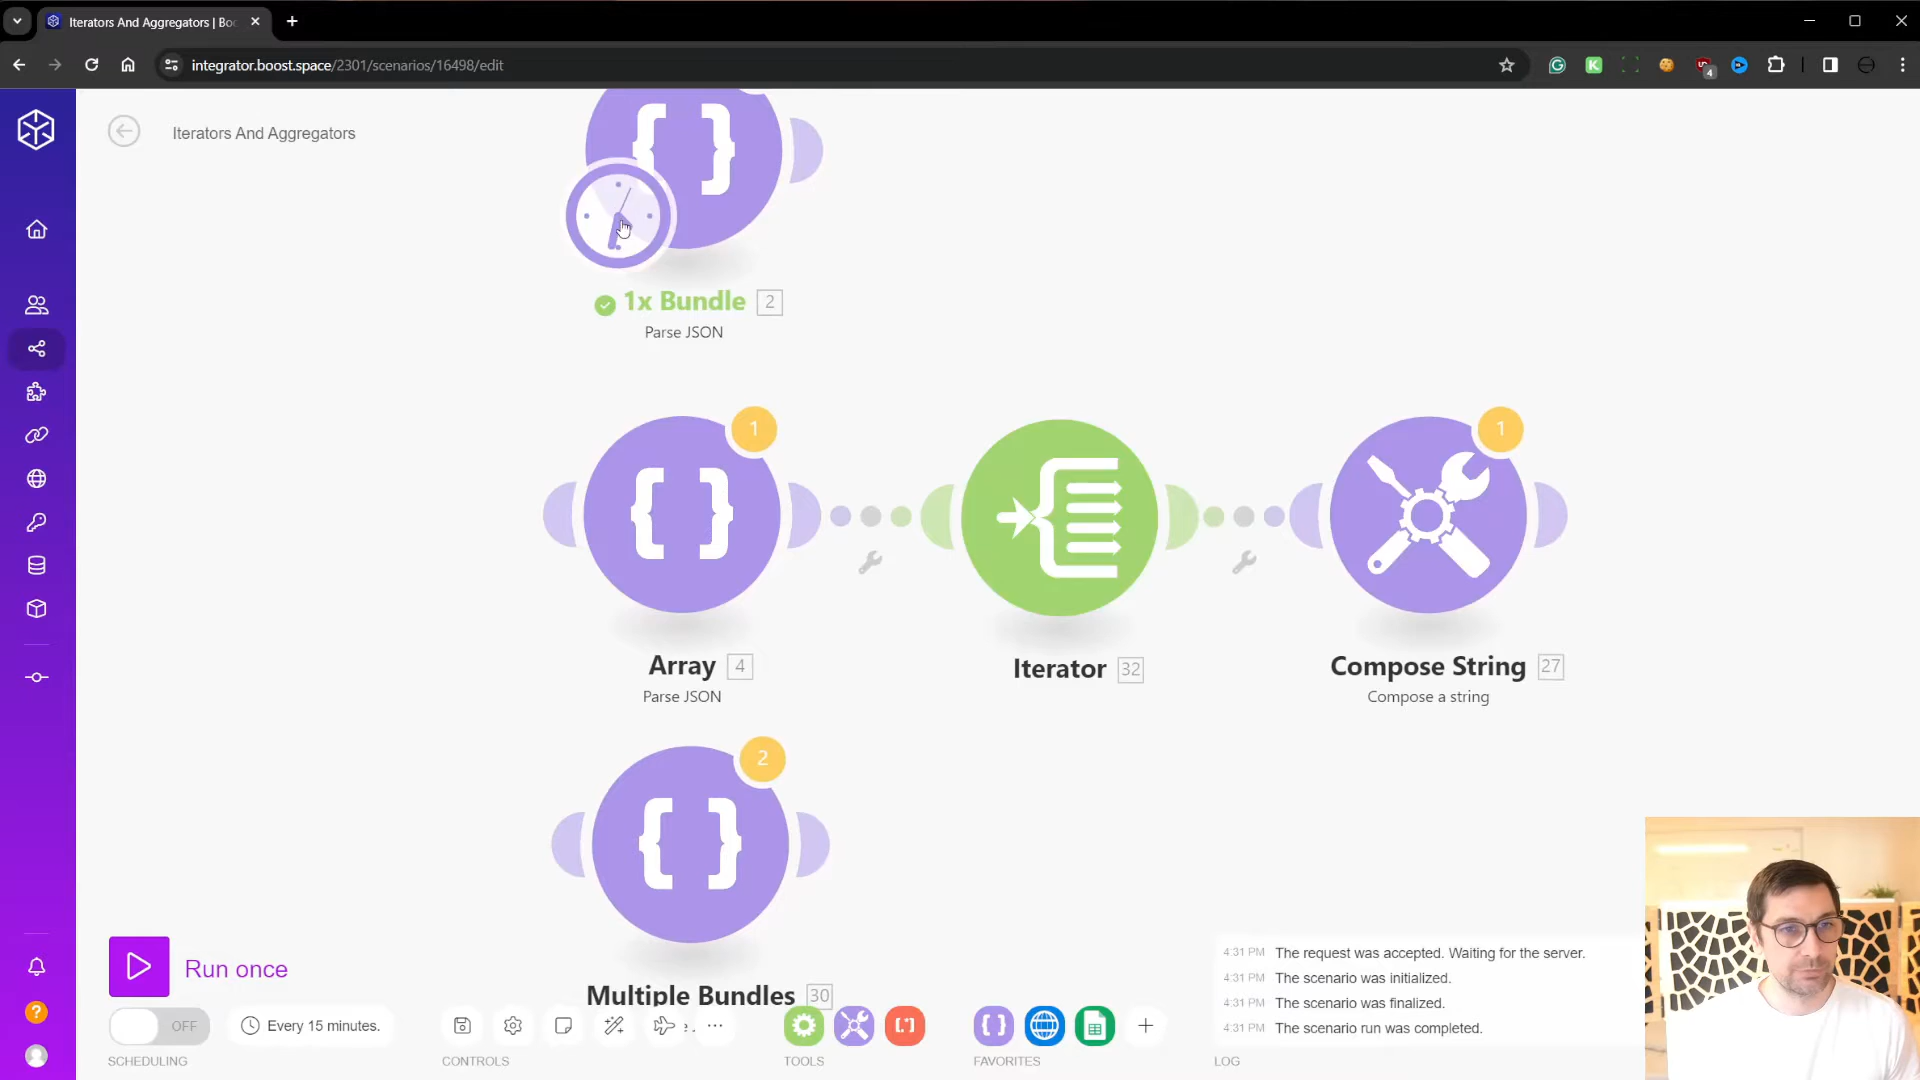 Iterators And Aggregators | Bo
integrator.boost.space/2301/scenarios/16498/edit
4
Iterators And Aggregators
1x Bundle 2
Parse JSON
1
1
Array 4
Parse JSON
Iterator 32
Compose String 27
Compose a string
2
Multiple Bundles 30
Run once
4:31 PM The request was accepted. Waiting for the server.
4:31 PM The scenario was initialized.
4:31 PM The scenario was finalized.
4:31 PM The scenario run was completed.
OFF
Every 15 minutes.
SCHEDULING
CONTROLS
TOOLS
FAVORITES
LOG